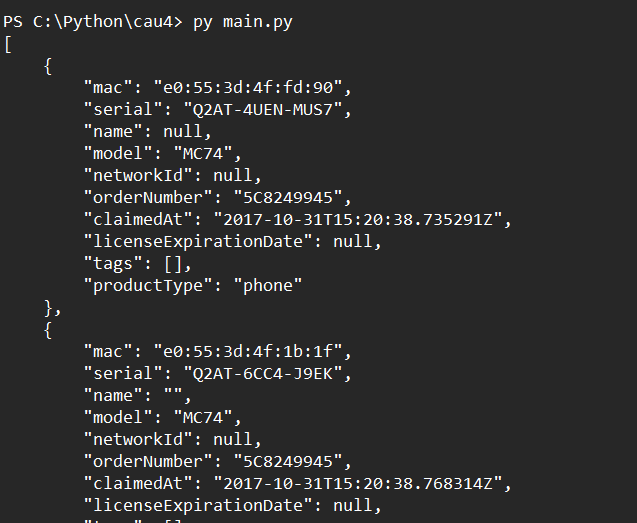 PS C:\Python\cau4> py main.py
[
    {
        "mac": "e0:55:3d:4f:fd:90",
        "serial": "Q2AT-4UEN-MUS7",
        "name": null,
        "model": "MC74",
        "networkId": null,
        "orderNumber": "5C8249945",
        "claimedAt": "2017-10-31T15:20:38.735291Z",
        "licenseExpirationDate": null,
        "tags": [],
        "productType": "phone"
    },
    {
        "mac": "e0:55:3d:4f:1b:1f",
        "serial": "Q2AT-6CC4-J9EK",
        "name": "",
        "model": "MC74",
        "networkId": null,
        "orderNumber": "5C8249945",
        "claimedAt": "2017-10-31T15:20:38.768314Z",
        "licenseExpirationDate": null,